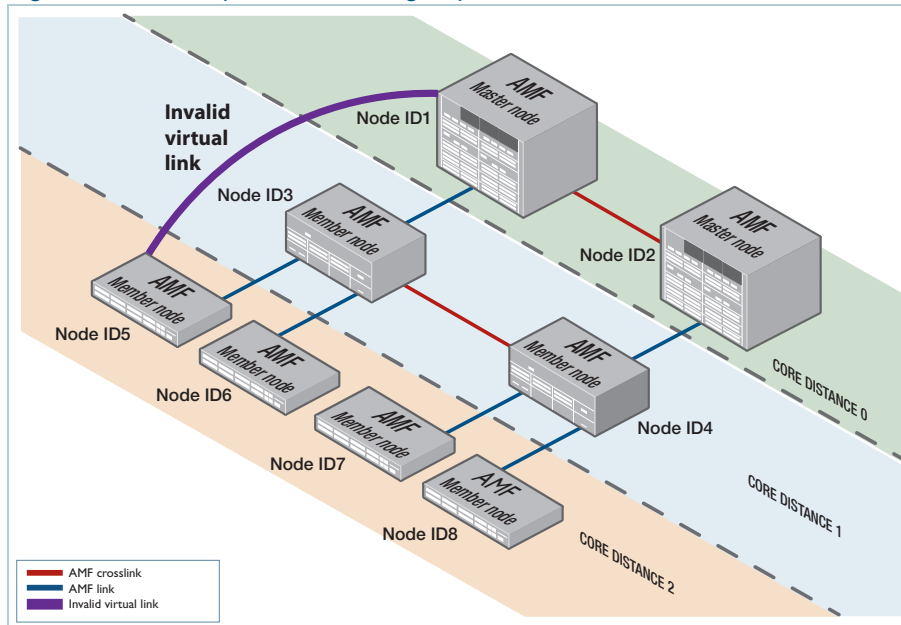 AMF
Master node
Node ID1
Invalid
virtual
link
Node ID3
AMF
Member node
AMF
Master node
Node ID2
AMF
Member node
Node ID5
AMF
Member node
Node ID6
AMF
Member node
Node ID4
AMF
Member node
Node ID7
AMF
Member node
Node ID8
CORE DISTANCE 0
CORE DISTANCE 1
CORE DISTANCE 2
AMF crosslink
AMF link
Invalid virtual link